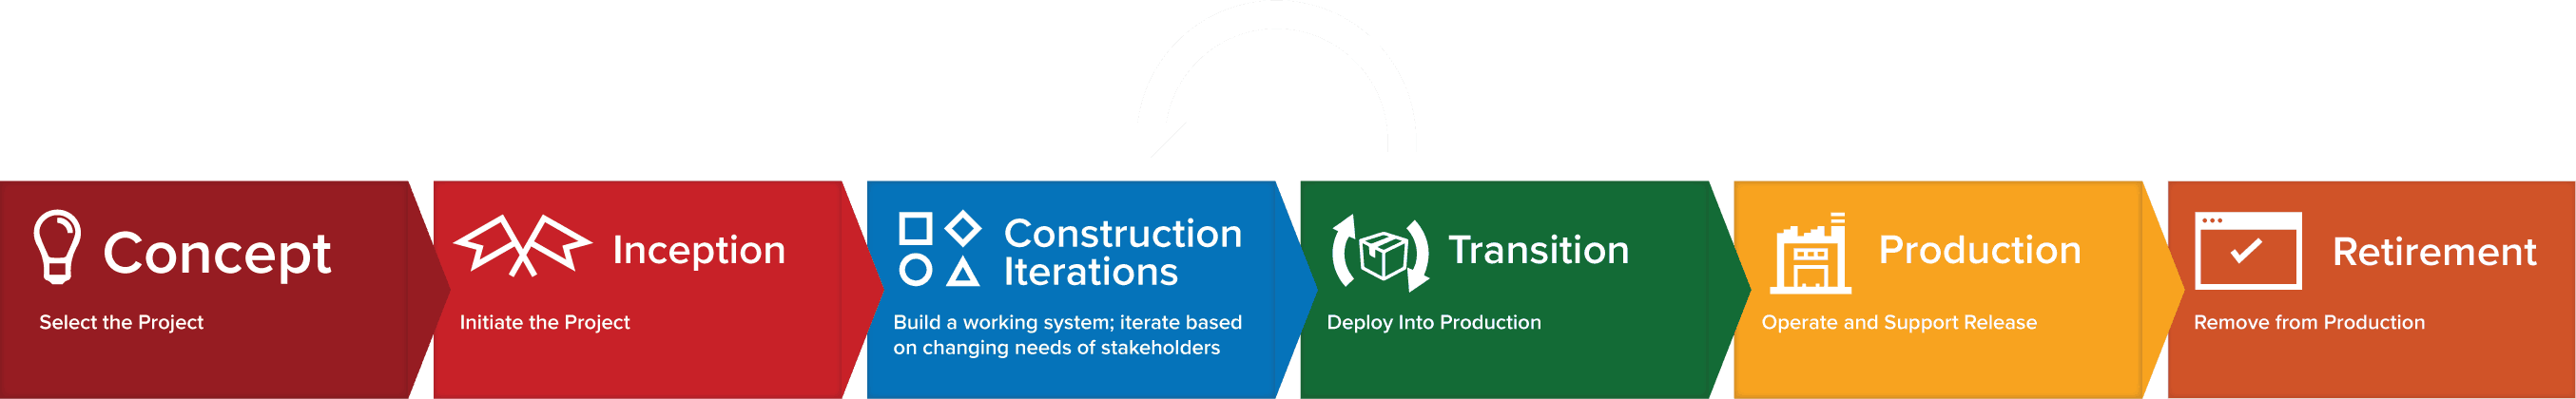 Concept
Select the Project
Inception
Initiate the Project
Construction
Iterations
Build a working system; iterate based
on changing needs of stakeholders
Transition
Deploy Into Production
Production
Operate and Support Release
Retirement
Remove from Production